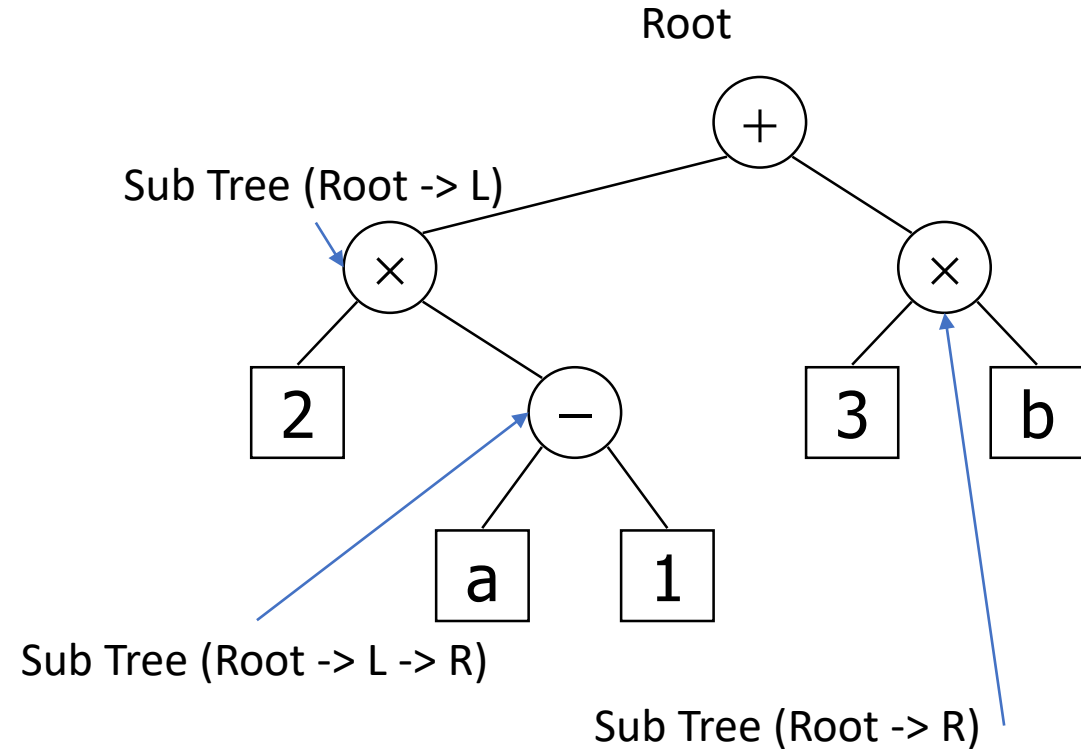 Root
+
Sub Tree (Root -> L)
× ×
2 − 3 b
a 1
Sub Tree (Root -> L -> R)
Sub Tree (Root -> R)